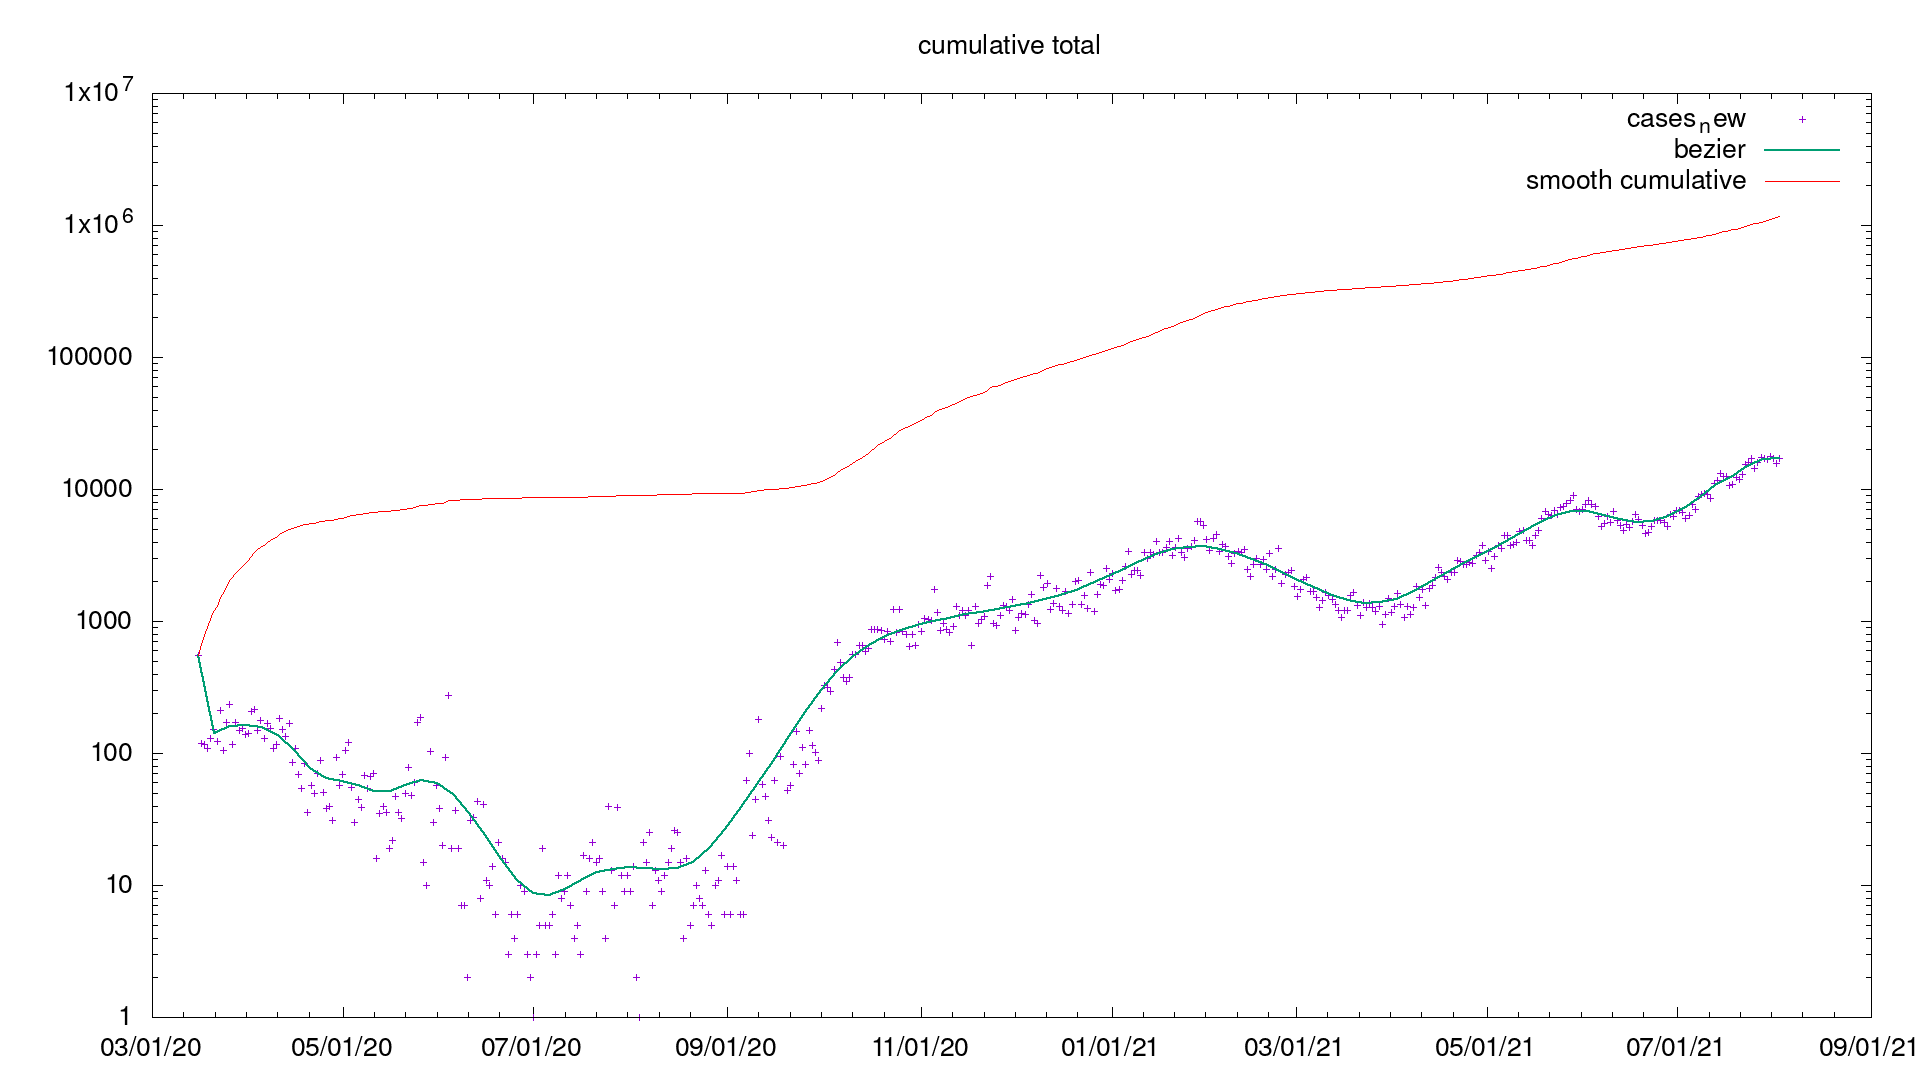 cumulative total
1x10^7
1x10^6
100000
10000
1000
100
10
1
cases_new
bezier
smooth cumulative
03/01/20 05/01/20 07/01/20 09/01/20 11/01/20 01/01/21 03/01/21 05/01/21 07/01/21 09/01/21